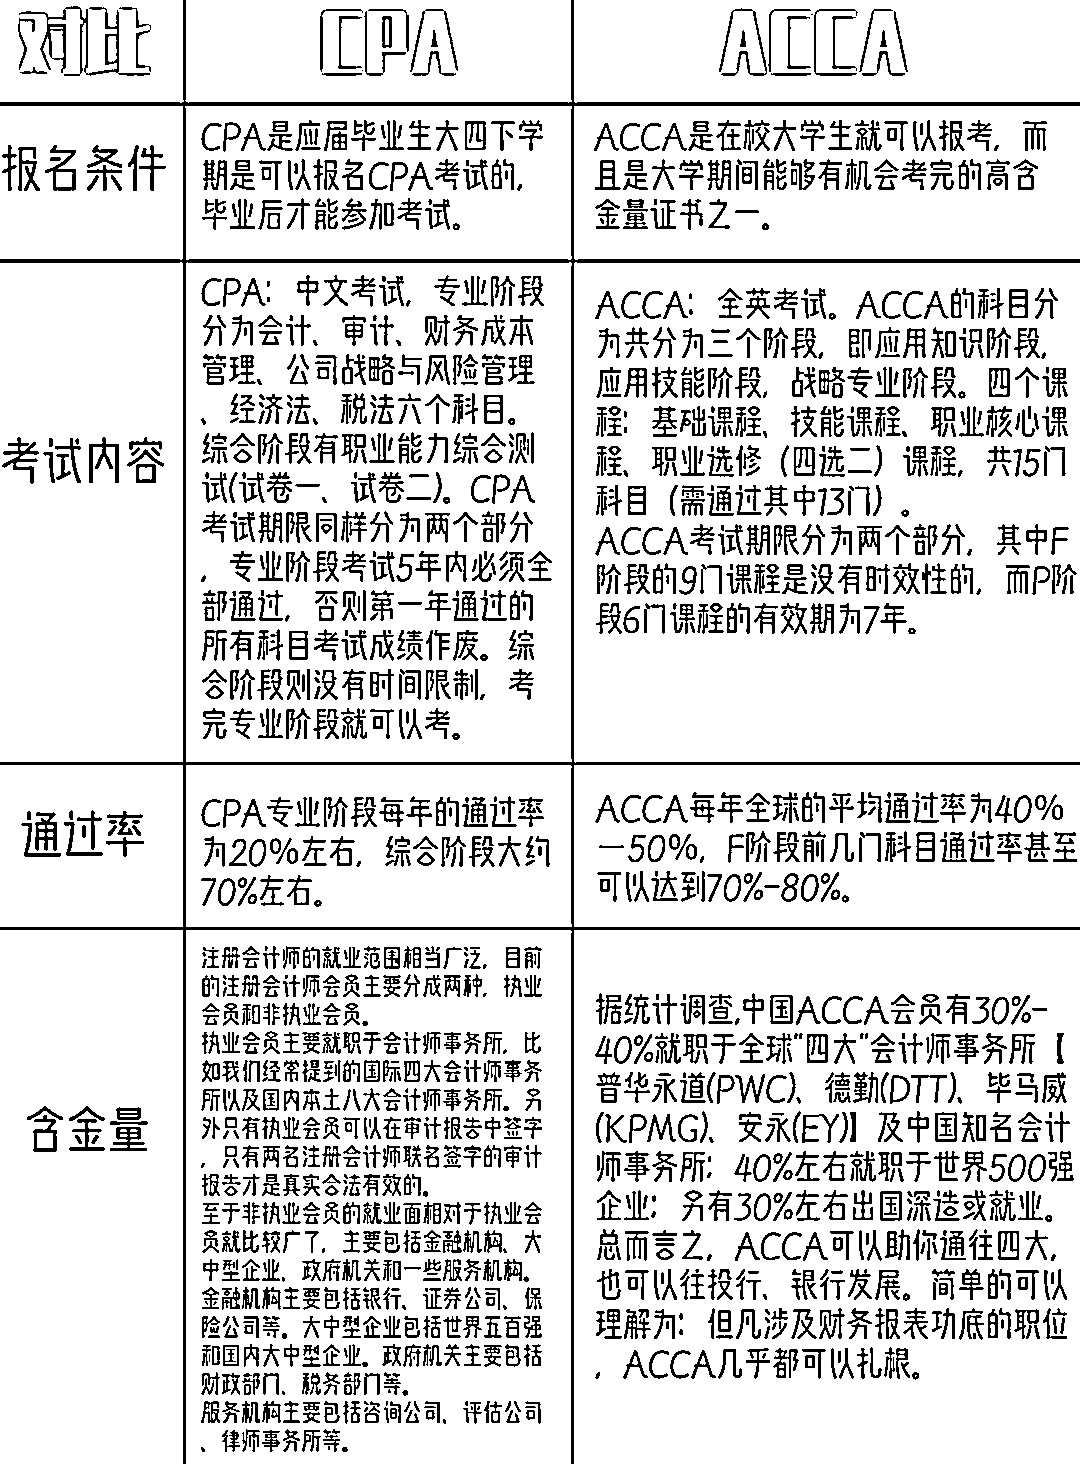 对比
CPA
ACCA
报名条件
CPA是应届毕业生大四下学
期是可以报名CPA考试的,
毕业后才能参加考试。
ACCA是在校大学生就可以报考，而
且是大学期间能够有机会考完的高含
金量证书之一。
考试内容
CPA：中文考试，专业阶段
分为会计、审计、财务成本
管理、公司战略与风险管理
、经济法、税法六个科目。
综合阶段有职业能力综合测
试(试卷一、试卷二)。CPA
考试期限同样分为两个部分
，专业阶段考试5年内必须全
部通过，否则第一年通过的
所有科目考试成绩作废。综
合阶段则没有时间限制，考
完专业阶段就可以考。
ACCA：全英考试。ACCA的科目分
为共分为三个阶段，即应用知识阶段，
应用技能阶段，战略专业阶段。四个课
程：基础课程、技能课程、职业核心课
程、职业选修（四选二）课程，共15门
科目（需通过其中13门）。
ACCA考试期限分为两个部分，其中F
阶段的9门课程是没有时效性的，而P阶
段6门课程的有效期为7年。
通过率
CPA专业阶段每年的通过率
为20%左右，综合阶段大约
70%左右。
ACCA每年全球的平均通过率为40%
—50%，F阶段前几门科目通过率甚至
可以达到70%-80%。
含金量
注册会计师的就业范围相当广泛，目前
的注册会计师会员主要分成两种，执业
会员和非执业会员。
执业会员主要就职于会计师事务所，比
如我们经常提到的国际四大会计师事务
所以及国内本土八大会计师事务所。另
外只有执业会员可以在审计报告中签字
，只有两名注册会计师联名签字的审计
报告才是真实合法有效的。
至于非执业会员的就业面相对于执业会
员就比较广了，主要包括金融机构、大
中型企业、政府机关和一些服务机构。
金融机构主要包括银行、证券公司、保
险公司等。大中型企业包括世界五百强
和国内大中型企业。政府机关主要包括
财政部门、税务部门等。
服务机构主要包括咨询公司、评估公司
、律师事务所等。
据统计调查,中国ACCA会员有30%-
40%就职于全球"四大"会计师事务所【
普华永道(PWC)、德勤(DTT)、毕马威
(KPMG)、安永(EY)】及中国知名会计
师事务所；40%左右就职于世界500强
企业；另有30%左右出国深造或就业。
总而言之，ACCA可以助你通往四大，
也可以往投行、银行发展。简单的可以
理解为：但凡涉及财务报表功底的职位
，ACCA几乎都可以扎根。